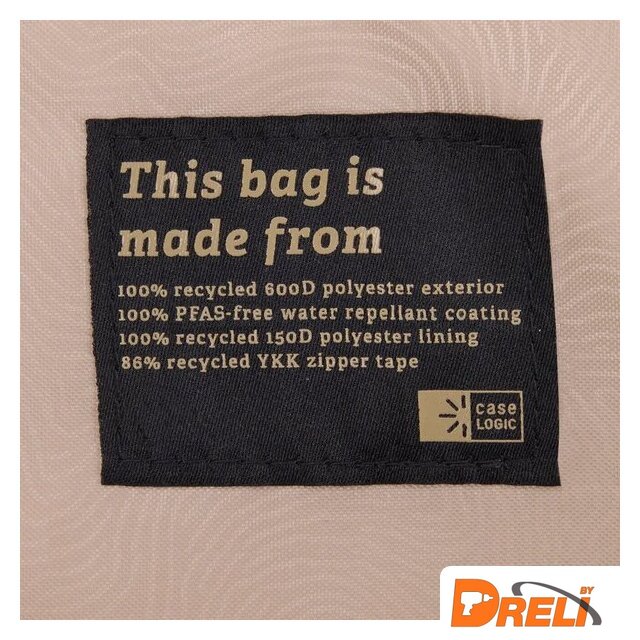 This bag is
made from
100% recycled 600D polyester exterior
100% PFAS-free water repellant coating
100% recycled 150D polyester lining
86% recycled YKK zipper tape
case
LOGIC
BY
DRELI